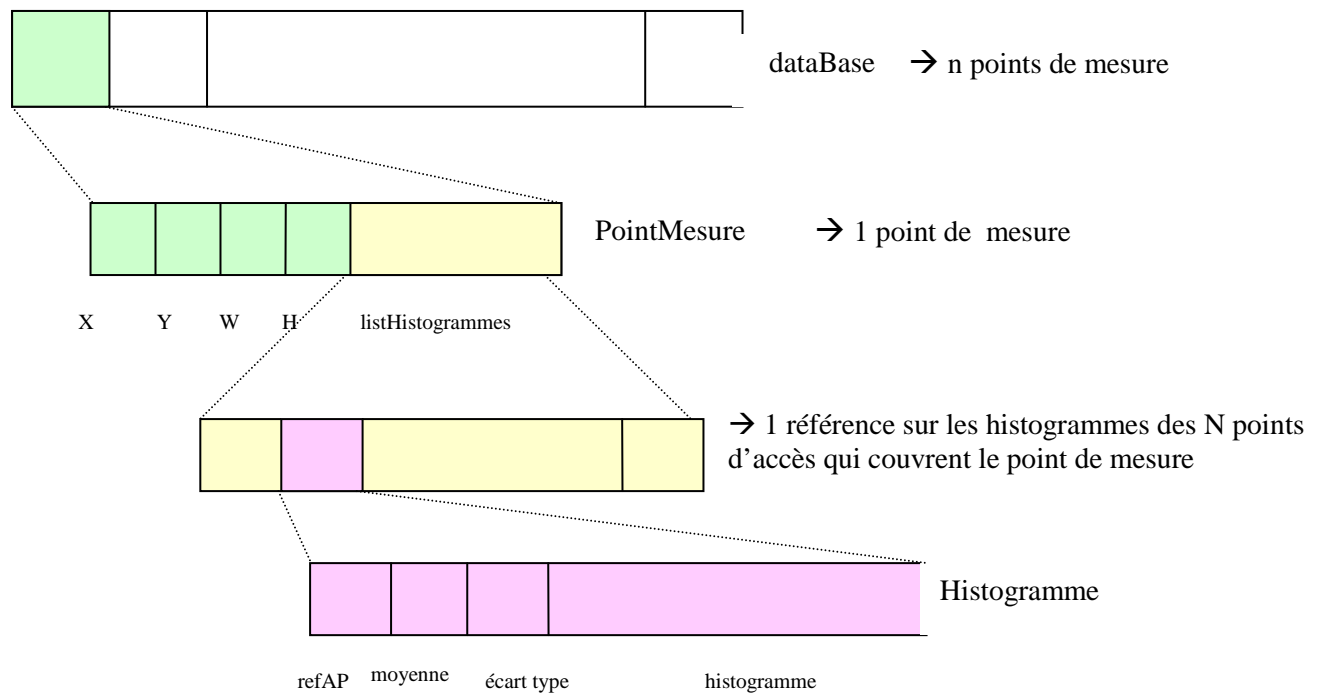 dataBase → n points de mesure
PointMesure → 1 point de mesure
X Y W H listHistogrammes
→ 1 référence sur les histogrammes des N points
d'accès qui couvrent le point de mesure
Histogramme
refAP moyenne écart type histogramme